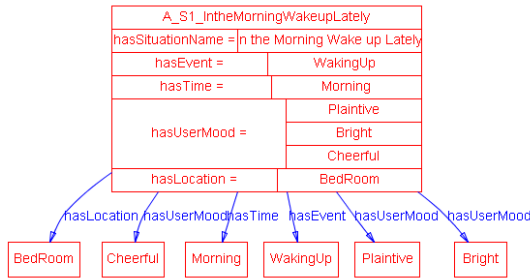 A_S1_IntheMorningWakeupLately
hasSituationName = n the Morning Wake up Lately
hasEvent = WakingUp
hasTime = Morning
Plaintive
hasUserMood = Bright
Cheerful
hasLocation = BedRoom
hasLocation hasUserMood hasTime hasEvent hasUserMood hasUserMood
BedRoom Cheerful Morning WakingUp Plaintive Bright